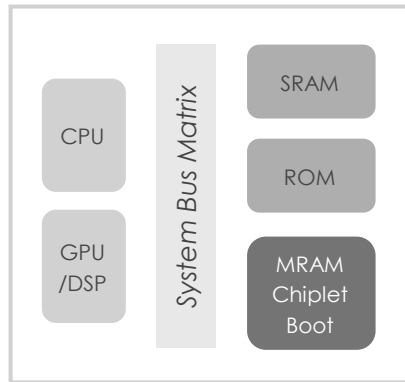 CPU
GPU
/DSP
System Bus Matrix
SRAM
ROM
MRAM
Chiplet
Boot